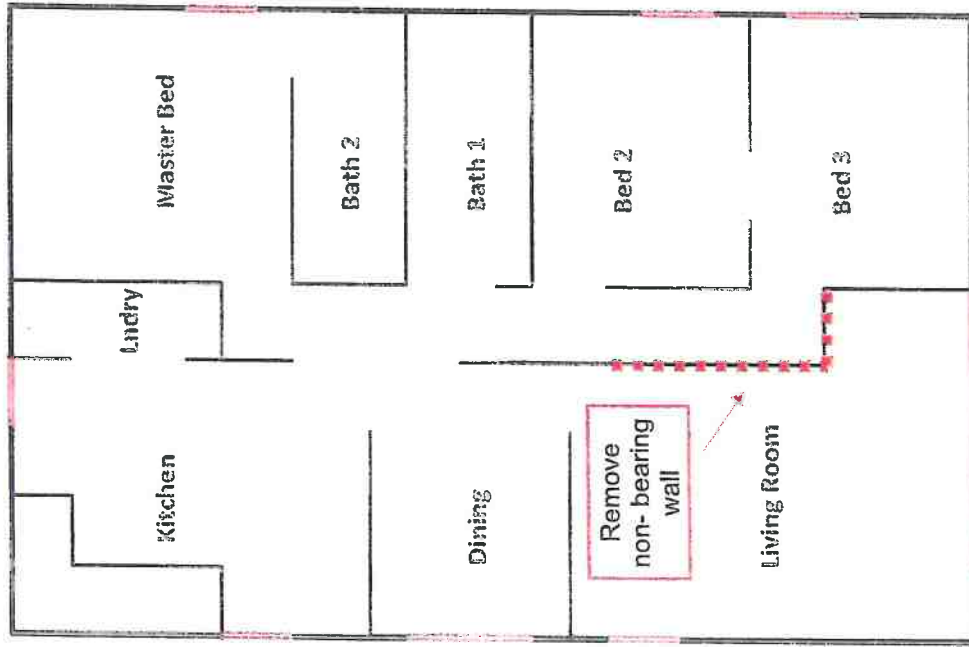 Master Bed
Lndry
Bath 2
Kitchen
Bath 1
Dining
Bed 2
Remove
non- bearing
wall
Living Room
Bed 3